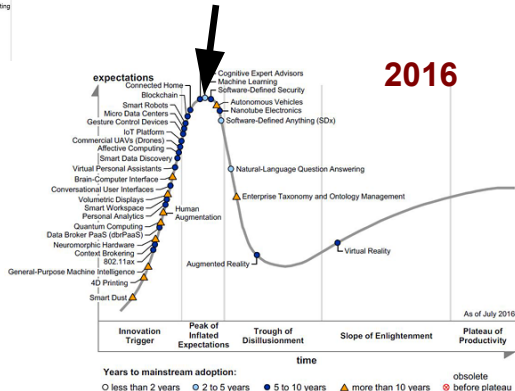 ting
2016
expectations
Cognitive Expert Advisors
Connected Home
Machine Learning
Blockchain
Software-Defined Security
Smart Robots
Autonomous Vehicles
Micro Data Centers
Nanotube Electronics
Gesture Control Devices
Software-Defined Anything (SDx)
IoT Platform
Commercial UAVs (Drones)
Affective Computing
Smart Data Discovery
Virtual Personal Assistants
Natural-Language Question Answering
Brain-Computer Interface
Conversational User Interfaces
Volumetric Displays
Enterprise Taxonomy and Ontology Management
Smart Workspace
Personal Analytics
Human
Augmentation
Quantum Computing
Data Broker PaaS (dbrPaaS)
Neuromorphic Hardware
Context Brokering
Virtual Reality
802.11ax
Augmented Reality
General-Purpose Machine Intelligence
4D Printing
Smart Dust
As of July 2016
Innovation
Trigger
Peak of
Inflated
Expectations
Trough of
Disillusionment
Slope of Enlightenment
Plateau of
Productivity
time
Years to mainstream adoption:
less than 2 years
2 to 5 years
5 to 10 years
more than 10 years
obsolete
before plateau